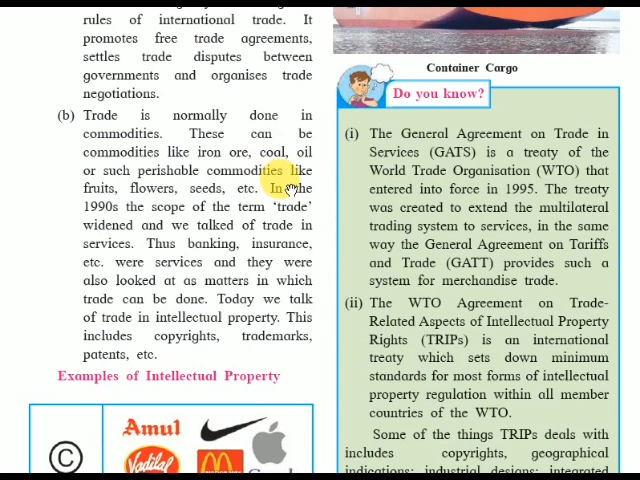 rules of international trade. It
promotes free trade agreements,
settles trade disputes between
governments and organises trade
negotiations.
(b) Trade is normally done in
commodities. These can be
commodities like iron ore, coal, oil
or such perishable commodities like
fruits, flowers, seeds, etc. In the
1990s the scope of the term ‘trade’
widened and we talked of trade in
services. Thus banking, insurance,
etc. were services and they were
also looked at as matters in which
trade can be done. Today we talk
of trade in intellectual property. This
includes copyrights, trademarks,
patents, etc.
Examples of Intellectual Property
©
Amul
Vadilal
McDonald's
Container Cargo
Do you know?
(i) The General Agreement on Trade in
Services (GATS) is a treaty of the
World Trade Organisation (WTO) that
entered into force in 1995. The treaty
was created to extend the multilateral
trading system to services, in the same
way the General Agreement on Tariffs
and Trade (GATT) provides such a
system for merchandise trade.
(ii) The WTO Agreement on Trade-
Related Aspects of Intellectual Property
Rights (TRIPs) is an international
treaty which sets down minimum
standards for most forms of intellectual
property regulation within all member
countries of the WTO.
Some of the things TRIPs deals with
includes copyrights, geographical
indications; industrial designs; integrated